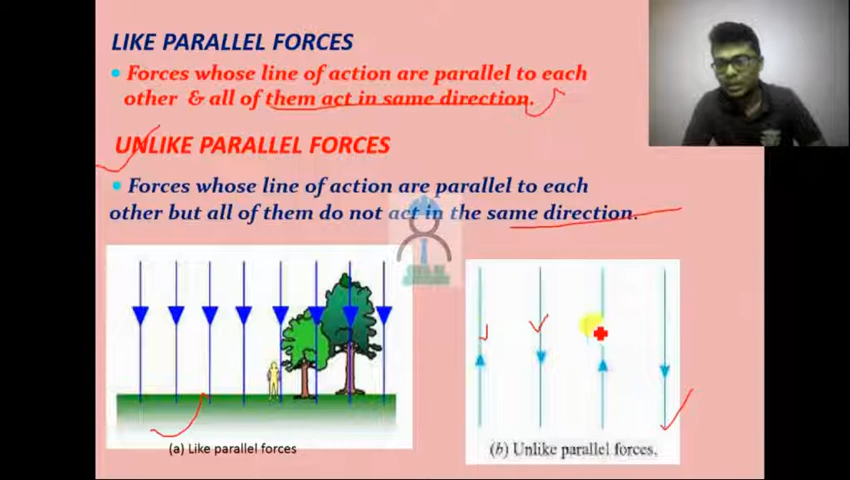 LIKE PARALLEL FORCES
• Forces whose line of action are parallel to each
other & all of them act in same direction.
UNLIKE PARALLEL FORCES
• Forces whose line of action are parallel to each
other but all of them do not act in the same direction.
(a) Like parallel forces
(b) Unlike parallel forces.